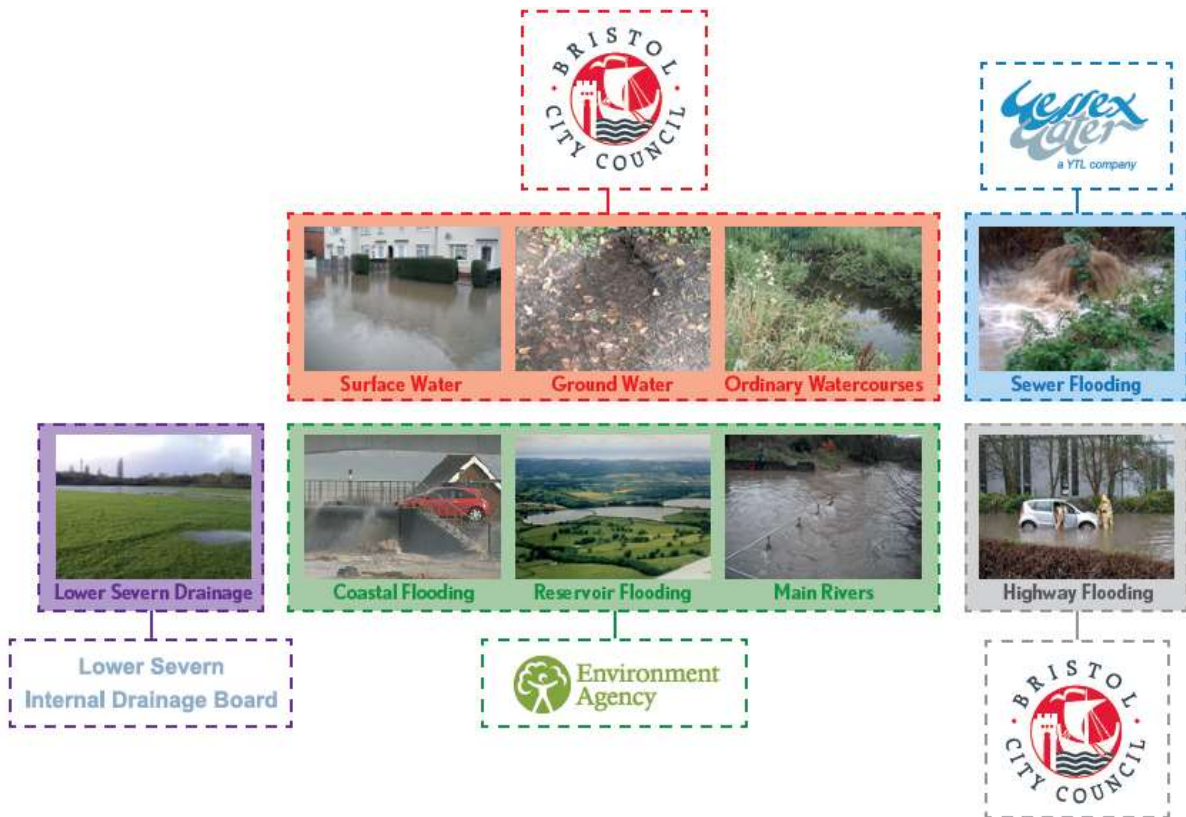 BRISTOL
CITY COUNCIL
Wessex
Water
a YTL company
Surface Water
Ground Water
Ordinary Watercourses
Sewer Flooding
Lower Severn Drainage
Coastal Flooding
Reservoir Flooding
Main Rivers
Highway Flooding
Lower Severn
Internal Drainage Board
Environment
Agency
BRISTOL
CITY COUNCIL